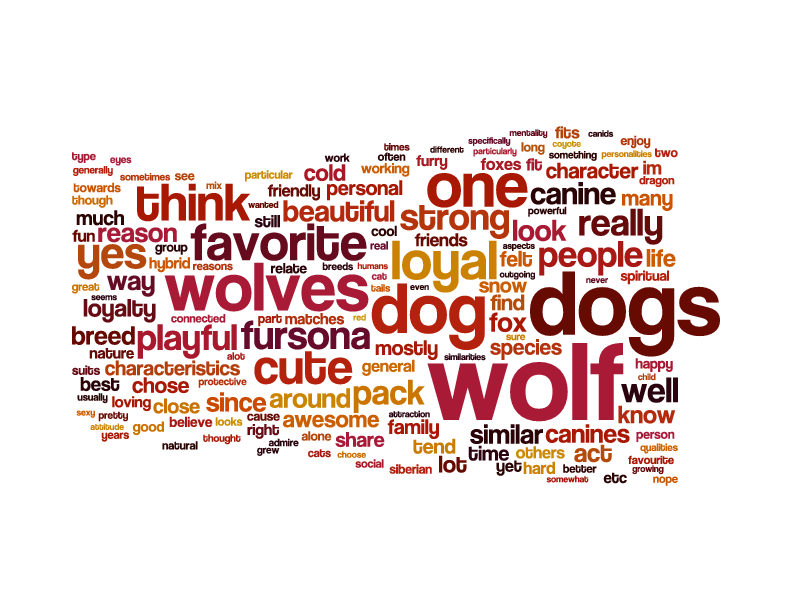 mentality fits canids
times different specifically long coyote enjoy
type eyes work often furry particularly something personalities two
generally sometimes see particular cold working foxes fit character im
towards mix friendly personal one canine dragon
though think wanted beautiful strong powerful many
much still look really
fun reason group favorite cool friends aspects people life
yes hybrid reasons real loyal felt outgoing spiritual
great way relate breeds humans cat tails even snow never
seems wolves find dogs
loyalty connected part matches red dog fox sure
breed playful fursona mostly species
nature similarities
suits characteristics cute general wolf happy
best chose protective alot child
usually loving close since around pack well
sexy pretty cause attraction know
attitude good believe looks awesome family
years right similar canines person
thought admire alone share tend qualities
natural grew cats choose time others act favourite
social siberian lot yet hard better growing
somewhat etc nope